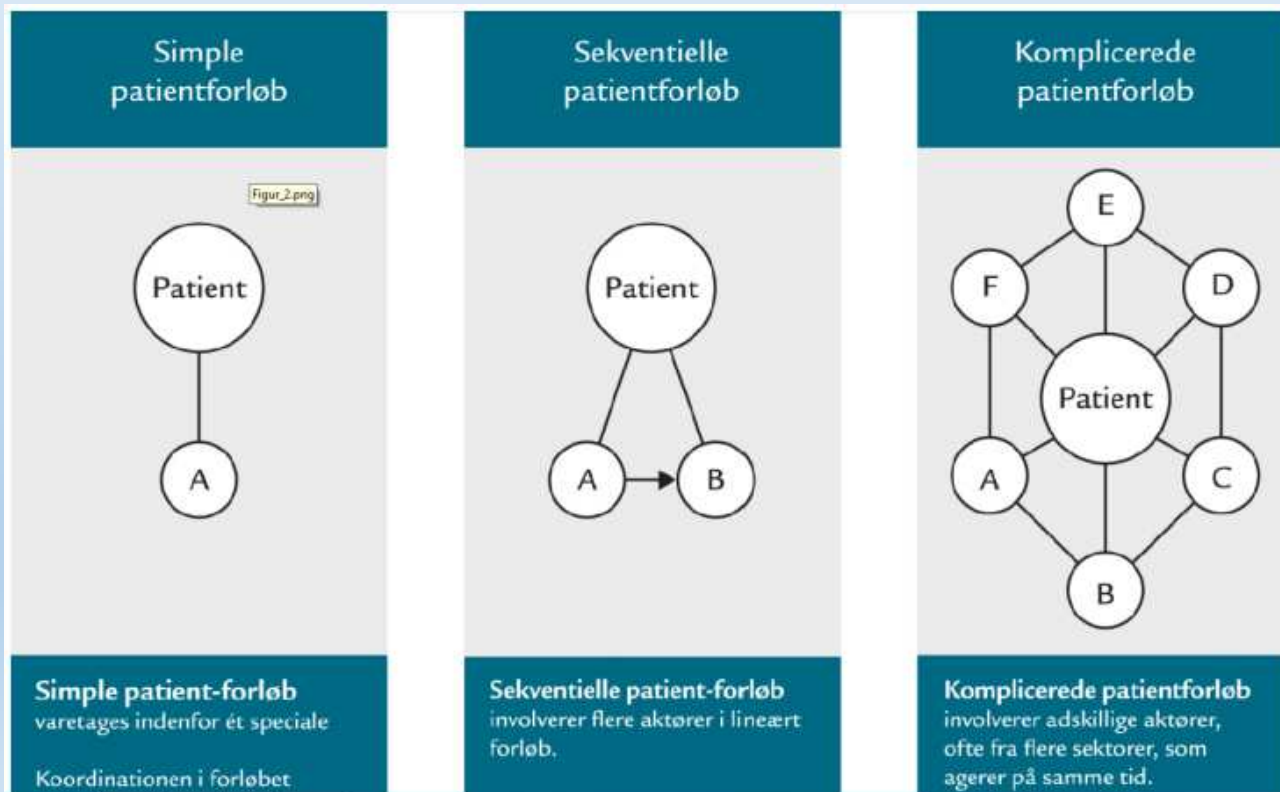 Simple
patientforløb
Figur_2.png
Patient
A
Simple patient-forløb
varetages indenfor ét speciale
Koordinationen i forløbet
Sekventielle
patientforløb
Patient
A
B
Sekventielle patient-forløb
involverer flere aktører i lineært
forløb.
Komplicerede
patientforløb
E
F
D
Patient
A
C
B
Komplicerede patientforløb
involverer adskillige aktører,
ofte fra flere sektorer, som
agerer på samme tid.